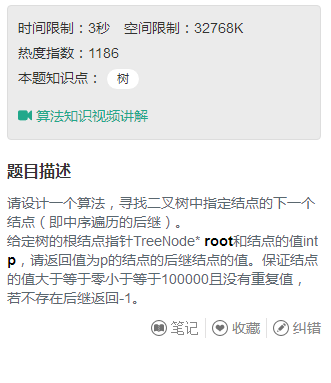 时间限制：3秒 空间限制：32768K
热度指数：1186
本题知识点： 树
算法知识视频讲解
题目描述
请设计一个算法，寻找二叉树中指定结点的下一个
结点（即中序遍历的后继）。
给定树的根结点指针TreeNode* root和结点的值int
p，请返回值为p的结点的后继结点的值。保证结点
的值大于等于零小于等于100000且没有重复值，
若不存在后继返回-1。
笔记 收藏 纠错